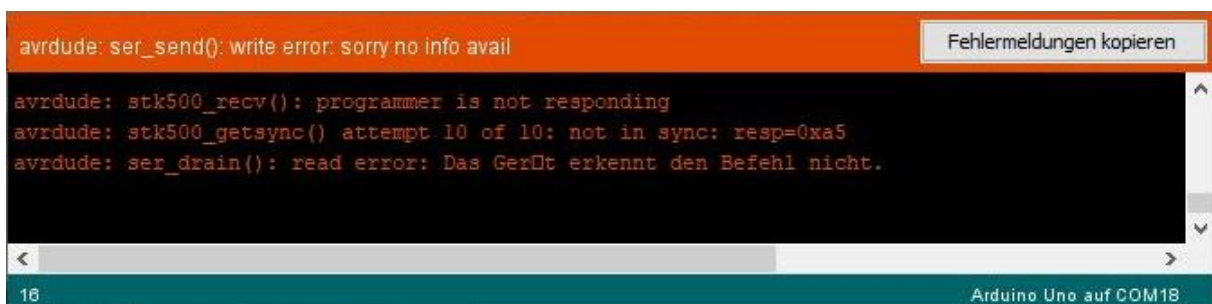 avrdude: ser_send(): write error: sorry no info avail
Fehlermeldungen kopieren
avrdude: stk500_recv(): programmer is not responding
avrdude: stk500_getsync() attempt 10 of 10: not in sync: resp=0xa5
avrdude: ser_drain(): read error: Das Ger□t erkennt den Befehl nicht.
16
Arduino Uno auf COM18